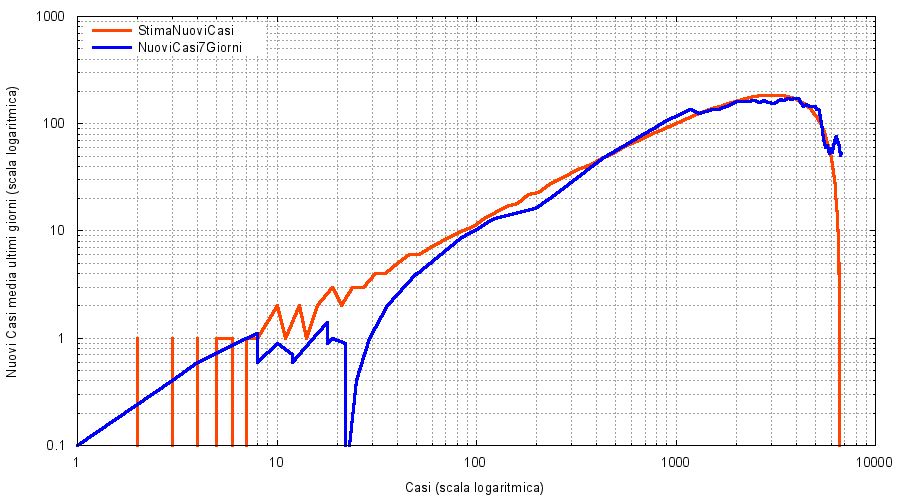 1000
StimaNuoviCasi
NuoviCasi7Giorni
100
10
1
0.1
Nuovi Casi media ultimi giorni (scala logaritmica)
1 10 100 1000 10000
Casi (scala logaritmica)